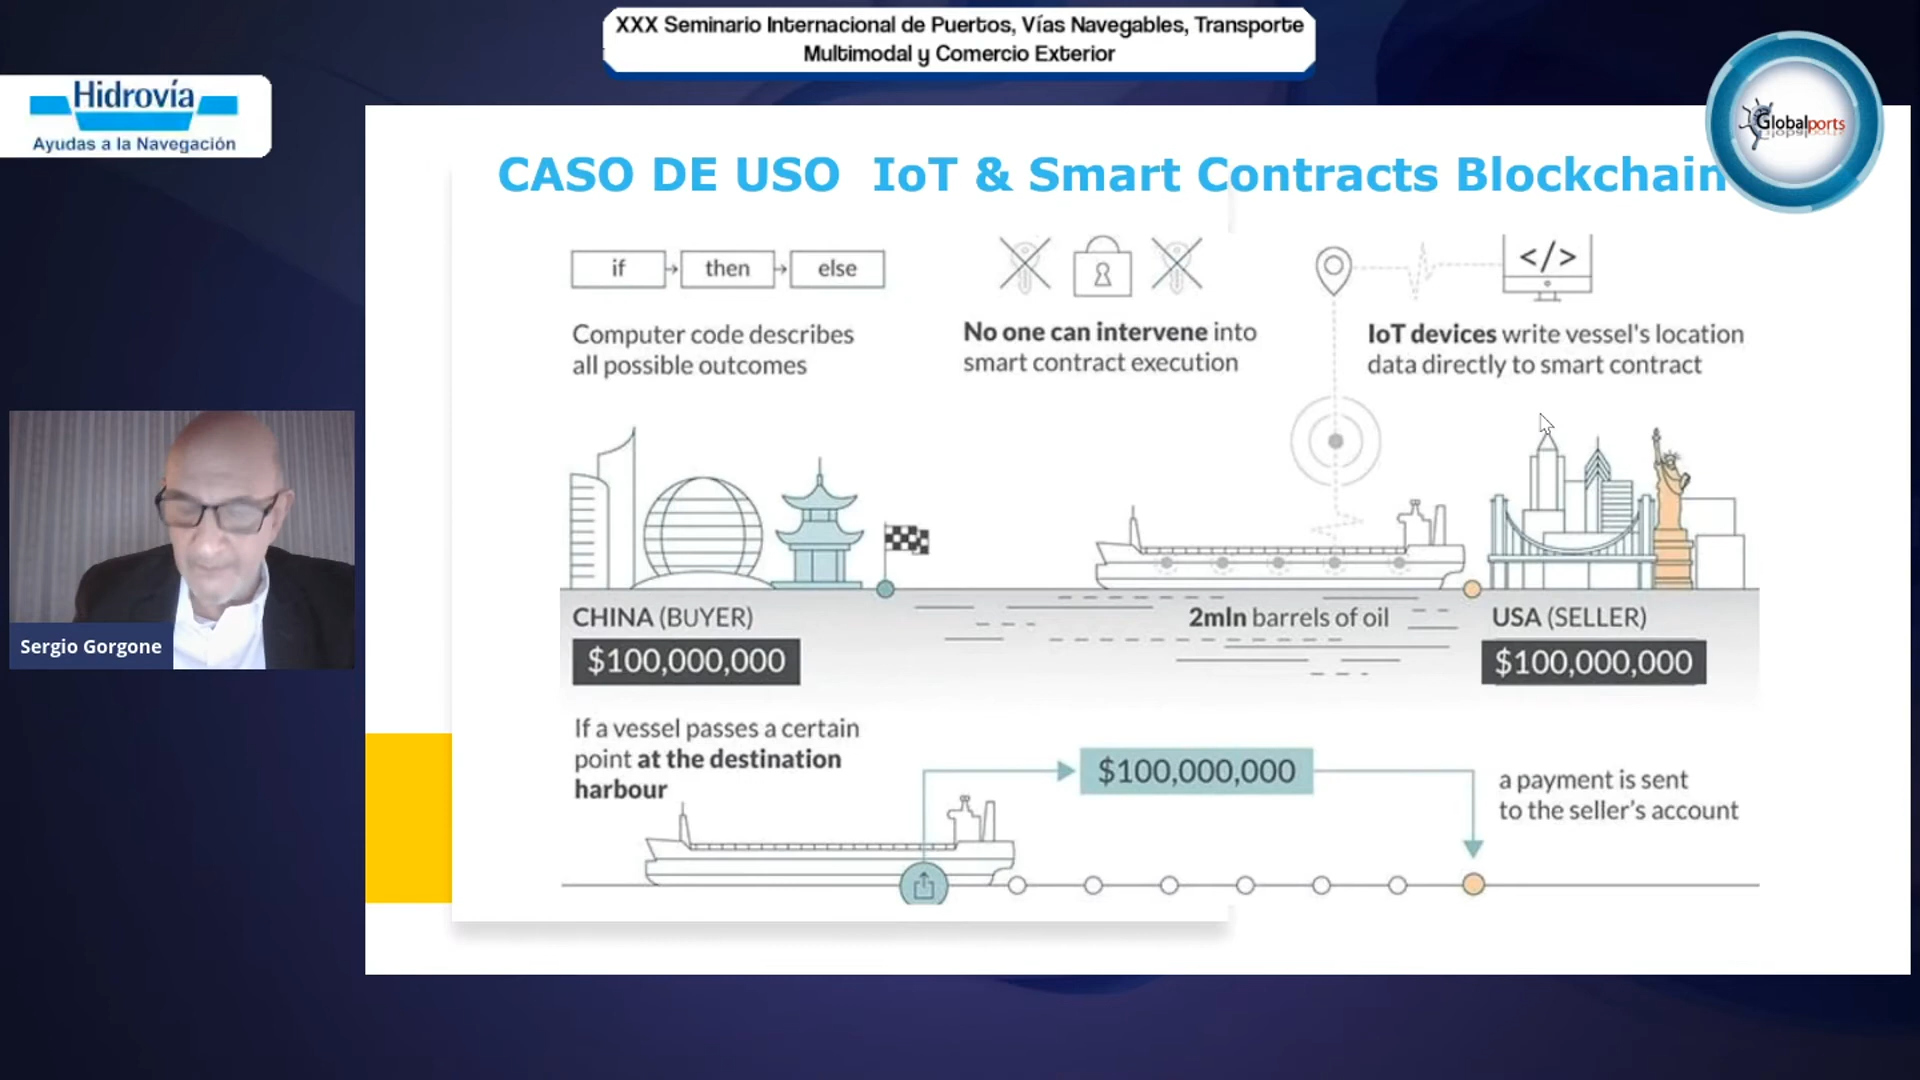 XXX Seminario Internacional de Puertos, Vías Navegables, Transporte
Multimodal y Comercio Exterior
Hidrovía
Ayudas a la Navegación
Globalports
CASO DE USO IoT & Smart Contracts Blockchain
if
then
else
</>
Computer code describes
all possible outcomes
No one can intervene into
smart contract execution
IoT devices write vessel's location
data directly to smart contract
CHINA (BUYER)
$100,000,000
2mln barrels of oil
USA (SELLER)
$100,000,000
If a vessel passes a certain
point at the destination
harbour
$100,000,000
a payment is sent
to the seller's account
Sergio Gorgone